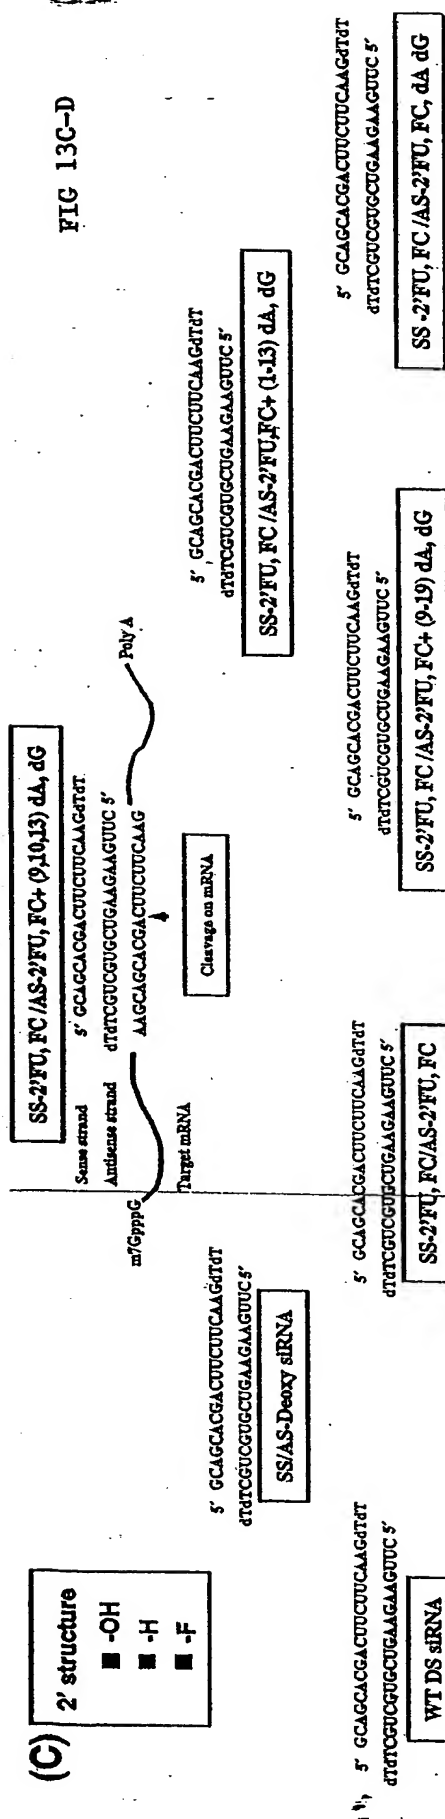 FIG 13C-D
(C)
2' structure
-OH
-H
-F
SS-2'FU, FC /AS-2'FU, FC+ (9,10,13) dA, dG
Sense strand
5' GCAGCACGACUUCUUCAAGdTdT
Antisense strand
dTdTCGUCGUGCUGAAGAAGUUC 5'
AAGCAGCACGACUUCUUCAAG
m7GpppG
Poly A
Target mRNA
Cleavage on mRNA
5' GCAGCACGACUUCUUCAAGdTdT
dTdTCGUCGUGCUGAAGAAGUUC 5'
SS/AS-Deoxy siRNA
5' GCAGCACGACUUCUUCAAGdTdT
dTdTCGUCGUGCUGAAGAAGUUC 5'
SS-2'FU, FC /AS-2'FU,FC+ (1-13) dA, dG
5' GCAGCACGACUUCUUCAAGdTdT
dTdTCGUCGUGCUGAAGAAGUUC 5'
WT DS siRNA
5' GCAGCACGACUUCUUCAAGdTdT
dTdTCGUCGUGCUGAAGAAGUUC 5'
SS-2'FU, FC/AS-2'FU, FC
5' GCAGCACGACUUCUUCAAGdTdT
dTdTCGUCGUGCUGAAGAAGUUC 5'
SS-2'FU, FC /AS-2'FU, FC+ (9-19) dA, dG
5' GCAGCACGACUUCUUCAAGdTdT
dTdTCGUCGUGCUGAAGAAGUUC 5'
SS -2'FU, FC /AS-2'FU, FC, dA dG